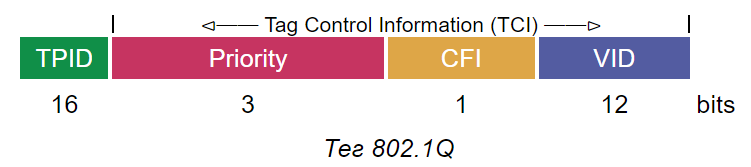 Tag Control Information (TCI)
TPID Priority CFI VID
16 3 1 12 bits
Тег 802.1Q